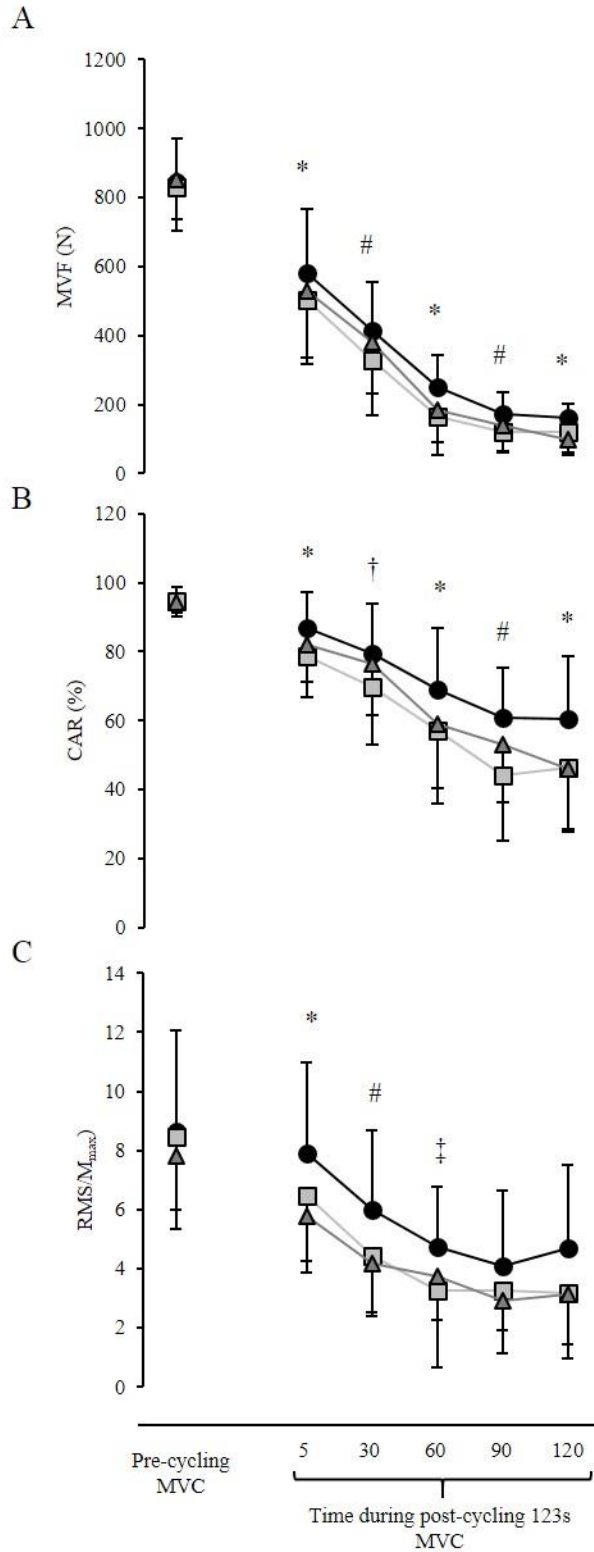 A
1200
1000
800
600
400
200
0
MVF (N)
* # * # *
B
120
100
80
60
40
20
0
CAR (%)
* † * # *
C
14
12
10
8
6
4
2
0
RMS/Mmax)
* # ‡
5 30 60 90 120
Pre-cycling
MVC
Time during post-cycling 123s
MVC